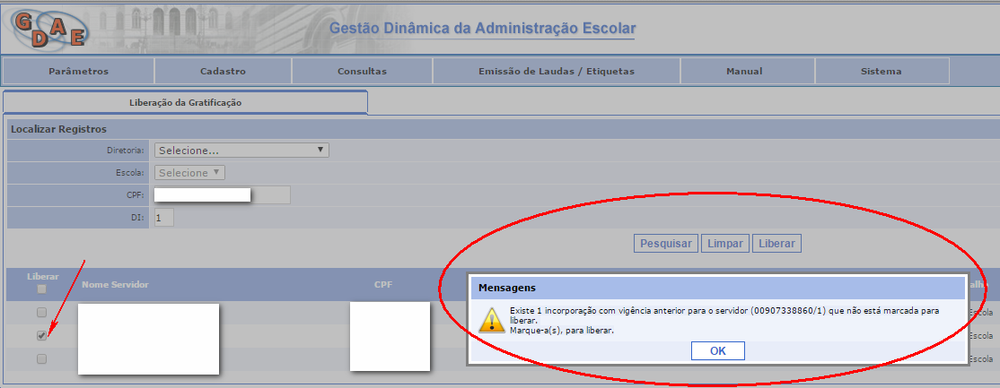 GDAE
Gestão Dinâmica da Administração Escolar
Parâmetros Cadastro Consultas Emissão de Laudas / Etiquetas Manual Sistema
Liberação da Gratificação
Localizar Registros
Diretoria: Selecione...
Escola: Selecione
CPF:
DI: 1
Pesquisar Limpar Liberar
Liberar
Nome Servidor CPF
Mensagens
Existe 1 incorporação com vigência anterior para o servidor (00907338860/1) que não está marcada para
liberar.
Marque-a(s), para liberar.
OK
Escola
Escola
Escola